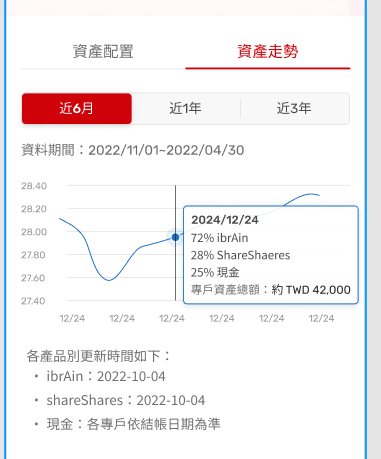 資產配置 資產走勢
近6月 近1年 近3年
資料期間：2022/11/01~2022/04/30
28.40
28.20
28.00
27.80
27.60
27.40
2024/12/24
72% ibrAin
28% ShareShaeres
25% 現金
專戶資產總額：約 TWD 42,000
12/24 12/24 12/24 12/24 12/24 12/24
各產品別更新時間如下：
・ ibrAin：2022-10-04
・ shareShares：2022-10-04
・ 現金：各專戶依結帳日期為準